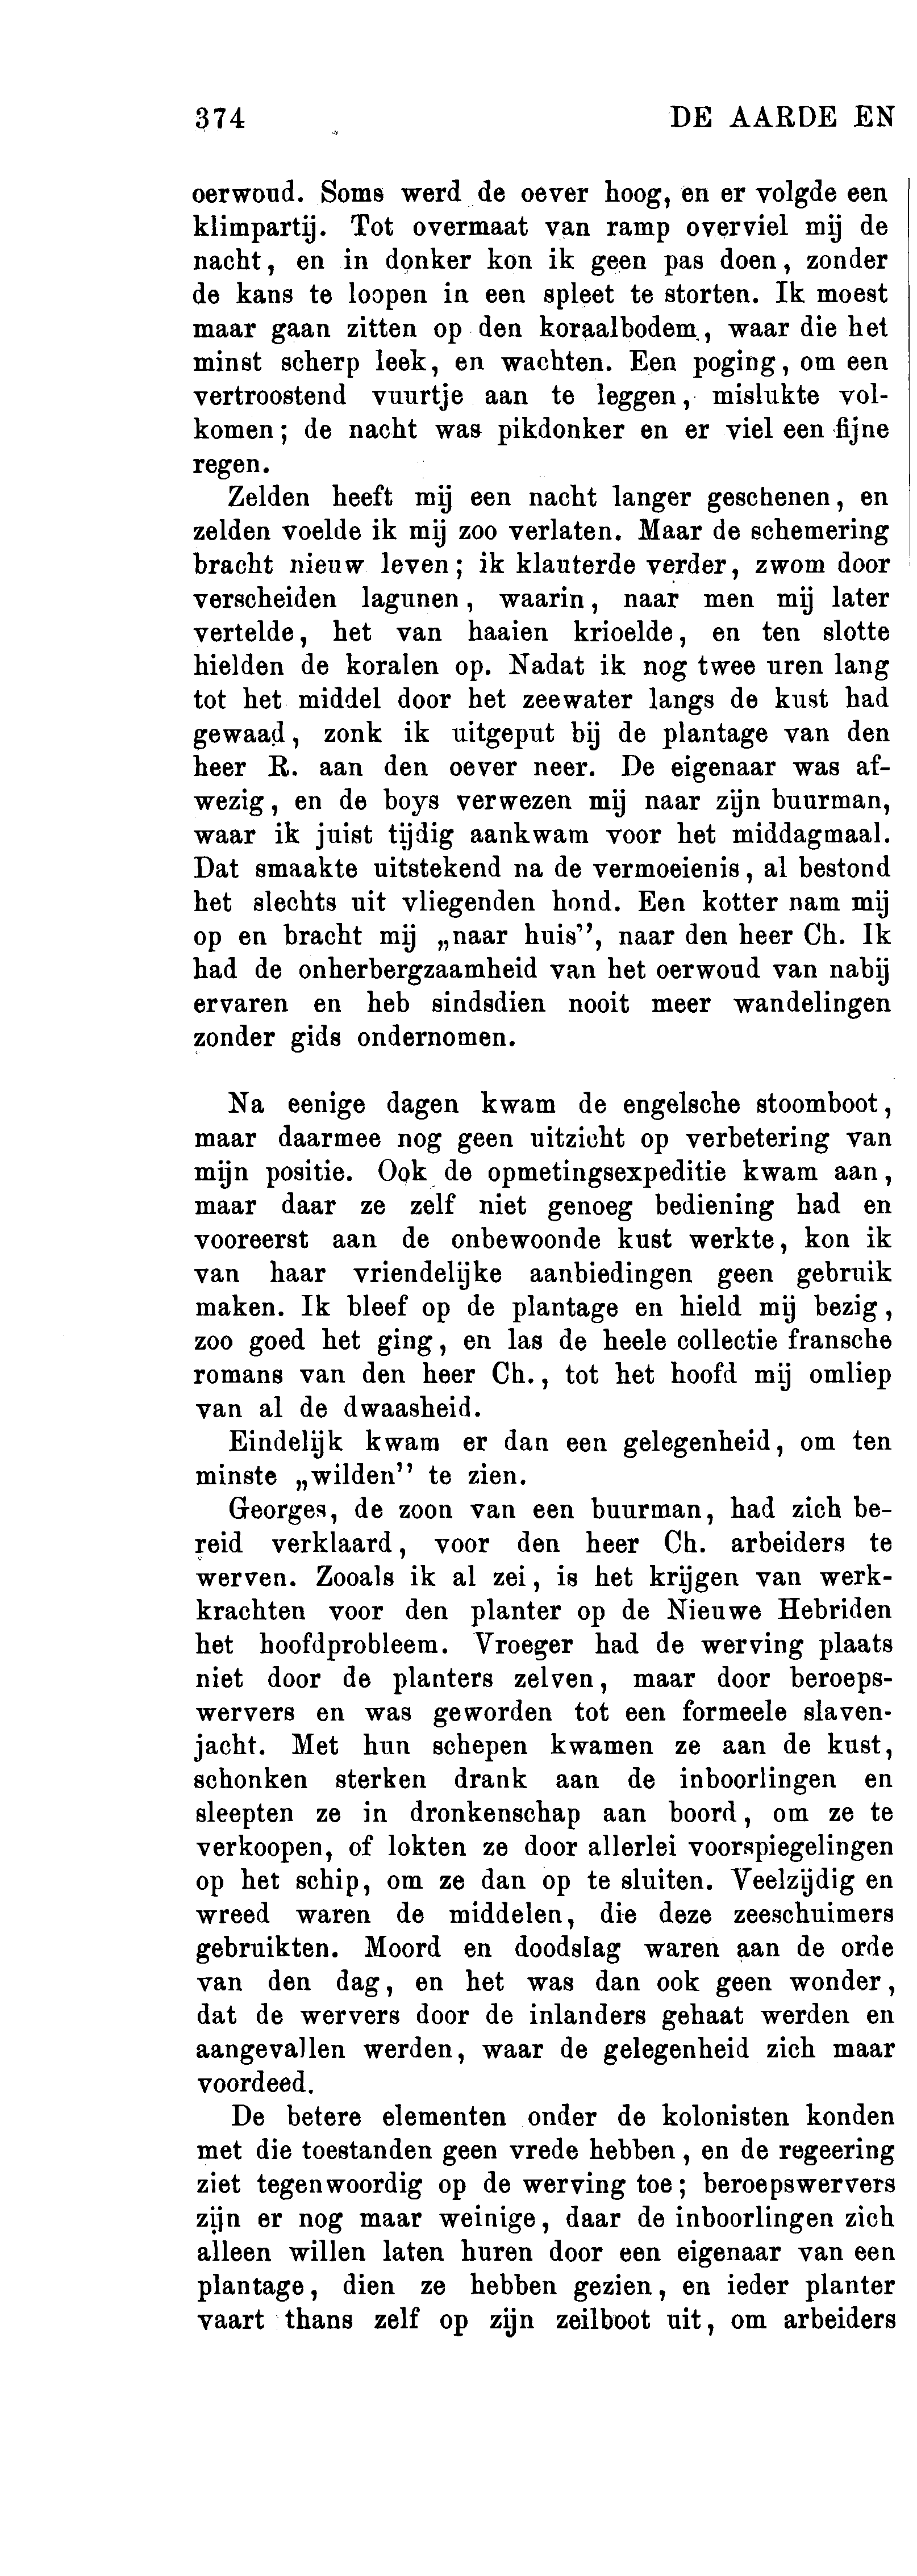 374 DE AARDE EN
oerwoud. Soms werd de oever hoog, en er volgde een
klimpartij. Tot overmaat van ramp overviel mij de
nacht, en in donker kon ik geen pas doen, zonder
de kans te loopen in een spleet te storten. Ik moest
maar gaan zitten op den koraalbodem, waar die het
minst scherp leek, en wachten. Een poging, om een
vertroostend vuurtje aan te leggen, mislukte vol-
komen; de nacht was pikdonker en er viel een fijne
regen.
Zelden heeft mij een nacht langer geschenen, en
zelden voelde ik mij zoo verlaten. Maar de schemering
bracht nieuw leven; ik klauterde verder, zwom door
verscheiden lagunen, waarin, naar men mij later
vertelde, het van haaien krioelde, en ten slotte
hielden de koralen op. Nadat ik nog twee uren lang
tot het middel door het zeewater langs de kust had
gewaad, zonk ik uitgeput bij de plantage van den
heer R. aan den oever neer. De eigenaar was af-
wezig, en de boys verwezen mij naar zijn buurman,
waar ik juist tijdig aankwam voor het middagmaal.
Dat smaakte uitstekend na de vermoeienis, al bestond
het slechts uit vliegenden hond. Een kotter nam mij
op en bracht mij „naar huis”, naar den heer Ch. Ik
had de onherbergzaamheid van het oerwoud van nabij
ervaren en heb sindsdien nooit meer wandelingen
zonder gids ondernomen.
Na eenige dagen kwam de engelsche stoomboot,
maar daarmee nog geen uitzicht op verbetering van
mijn positie. Ook de opmetingsexpeditie kwam aan,
maar daar ze zelf niet genoeg bediening had en
vooreerst aan de onbewoonde kust werkte, kon ik
van haar vriendelijke aanbiedingen geen gebruik
maken. Ik bleef op de plantage en hield mij bezig,
zoo goed het ging, en las de heele collectie fransche
romans van den heer Ch., tot het hoofd mij omliep
van al de dwaasheid.
Eindelijk kwam er dan een gelegenheid, om ten
minste „wilden” te zien.
Georges, de zoon van een buurman, had zich be-
reid verklaard, voor den heer Ch. arbeiders te
werven. Zooals ik al zei, is het krijgen van werk-
krachten voor den planter op de Nieuwe Hebriden
het hoofdprobleem. Vroeger had de werving plaats
niet door de planters zelven, maar door beroeps-
wervers en was geworden tot een formeele slaven-
jacht. Met hun schepen kwamen ze aan de kust,
schonken sterken drank aan de inboorlingen en
sleepten ze in dronkenschap aan boord, om ze te
verkoopen, of lokten ze door allerlei voorspiegelingen
op het schip, om ze dan op te sluiten. Veelzijdig en
wreed waren de middelen, die deze zeeschuimers
gebruikten. Moord en doodslag waren aan de orde
van den dag, en het was dan ook geen wonder,
dat de wervers door de inlanders gehaat werden en
aangevallen werden, waar de gelegenheid zich maar
voordeed.
De betere elementen onder de kolonisten konden
met die toestanden geen vrede hebben, en de regeering
ziet tegenwoordig op de werving toe; beroepswervers
zijn er nog maar weinige, daar de inboorlingen zich
alleen willen laten huren door een eigenaar van een
plantage, dien ze hebben gezien, en ieder planter
vaart thans zelf op zijn zeilboot uit, om arbeiders